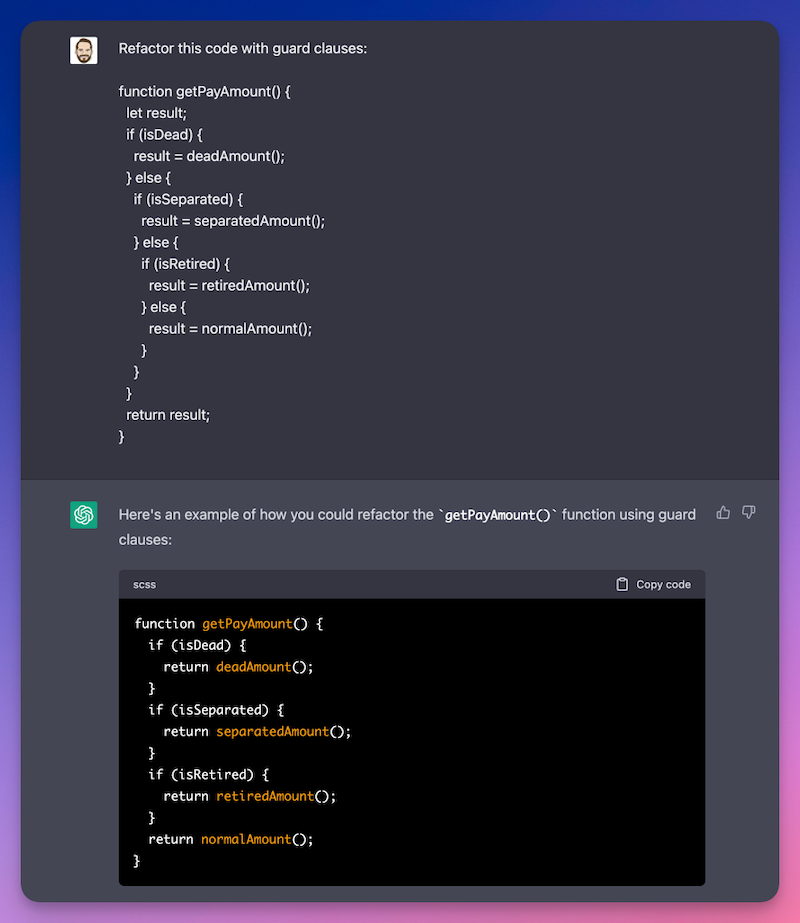 Refactor this code with guard clauses:
function getPayAmount() {
let result;
if (isDead) {
result = deadAmount();
} else {
if (isSeparated) {
result = separatedAmount();
} else {
if (isRetired) {
result = retiredAmount();
} else {
result = normalAmount();
}
}
}
return result;
}
Here's an example of how you could refactor the `getPayAmount()` function using guard
clauses:
scss Copy code
function getPayAmount() {
if (isDead) {
return deadAmount();
}
if (isSeparated) {
return separatedAmount();
}
if (isRetired) {
return retiredAmount();
}
return normalAmount();
}